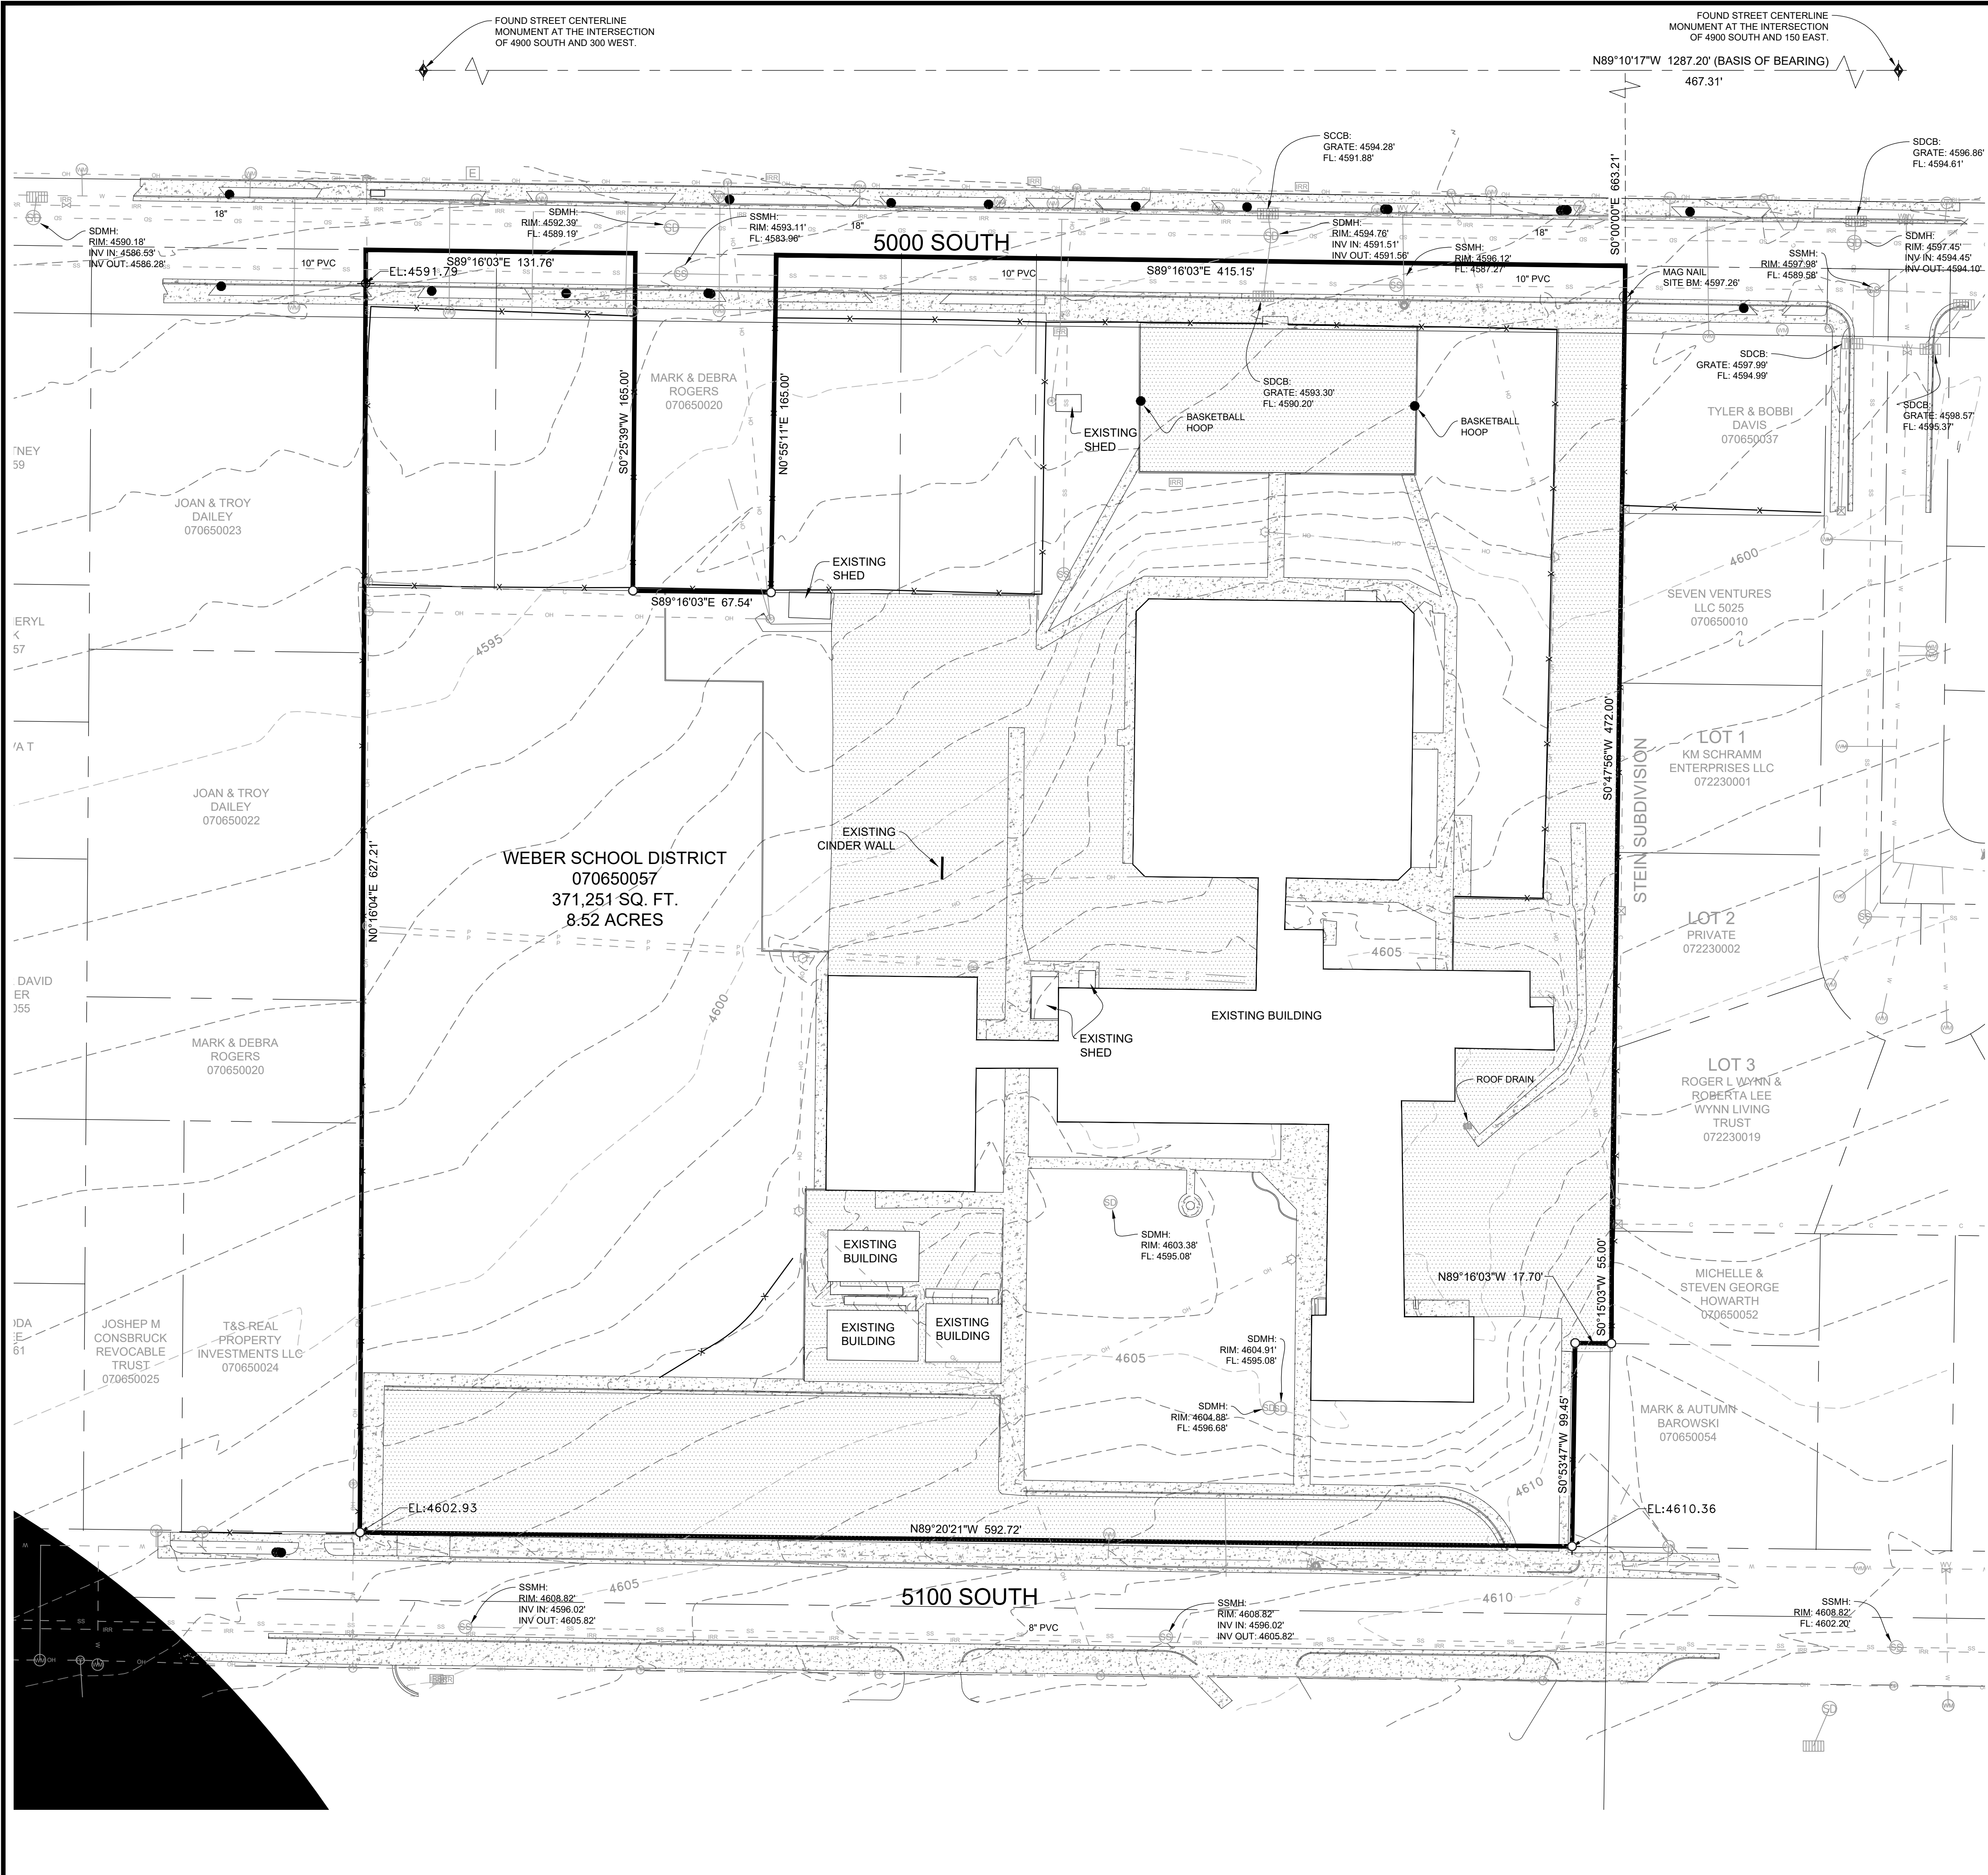 FOUND STREET CENTERLINE
MONUMENT AT THE INTERSECTION
OF 4900 SOUTH AND 300 WEST.
FOUND STREET CENTERLINE
MONUMENT AT THE INTERSECTION
OF 4900 SOUTH AND 150 EAST.
N89°10'17"W 1287.20' (BASIS OF BEARING)
467.31'
S0°00'00"E 663.21'
SCCB:
GRATE: 4594.28'
FL: 4591.88'
SDCB:
GRATE: 4596.86'
FL: 4594.61'
SDMH:
RIM: 4590.18'
INV IN: 4586.53'
INV OUT: 4586.28'
18"
SDMH:
RIM: 4592.39'
FL: 4589.19'
SSMH:
RIM: 4593.11'
FL: 4583.96'
18"
5000 SOUTH
SDMH:
RIM: 4594.76'
INV IN: 4591.51'
INV OUT: 4591.56'
SSMH:
RIM: 4596.12'
FL: 4587.27'
18"
SSMH:
RIM: 4597.98'
FL: 4589.58'
SDMH:
RIM: 4597.45'
INV IN: 4594.45'
INV OUT: 4594.10'
10" PVC
S89°16'03"E 131.76'
EL:4591.79
10" PVC
S89°16'03"E 415.15'
10" PVC
MAG NAIL
SITE BM: 4597.26'
SDCB:
GRATE: 4597.99'
FL: 4594.99'
SDCB:
GRATE: 4598.57'
FL: 4595.37'
SDCB:
GRATE: 4593.30'
FL: 4590.20'
BASKETBALL
HOOP
BASKETBALL
HOOP
S0°25'39"W 165.00'
MARK & DEBRA
ROGERS
070650020
N0°55'11"E 165.00'
EXISTING
SHED
TYLER & BOBBI
DAVIS
070650037
TNEY
59
JOAN & TROY
DAILEY
070650023
EXISTING
SHED
S89°16'03"E 67.54'
4595
4600
SEVEN VENTURES
LLC 5025
070650010
ERYL
K
57
S0°47'56"W 472.00'
STEIN SUBDIVISION
LOT 1
KM SCHRAMM
ENTERPRISES LLC
072230001
JOAN & TROY
DAILEY
070650022
N0°16'04"E 627.21'
WEBER SCHOOL DISTRICT
070650057
371,251 SQ. FT.
8.52 ACRES
EXISTING
CINDER WALL
LOT 2
PRIVATE
072230002
4605
4600
DAVID
ER
055
EXISTING BUILDING
EXISTING
SHED
MARK & DEBRA
ROGERS
070650020
ROOF DRAIN
LOT 3
ROGER L WYNN &
ROBERTA LEE
WYNN LIVING
TRUST
072230019
SDMH:
RIM: 4603.38'
FL: 4595.08'
EXISTING
BUILDING
EXISTING
BUILDING
EXISTING
BUILDING
S0°15'03"W 55.00'
N89°16'03"W 17.70'
MICHELLE &
STEVEN GEORGE
HOWARTH
070650052
ODA
EE
61
JOSHEP M
CONSBRUCK
REVOCABLE
TRUST
070650025
T&S REAL
PROPERTY
INVESTMENTS LLC
070650024
4605
SDMH:
RIM: 4604.91'
FL: 4595.08'
SDMH:
RIM: 4604.88'
FL: 4596.68'
S0°53'47"W 99.45'
MARK & AUTUMN
BAROWSKI
070650054
4610
EL:4602.93
EL:4610.36
N89°20'21"W 592.72'
SSMH:
RIM: 4608.82'
INV IN: 4596.02'
INV OUT: 4605.82'
4605
5100 SOUTH
8" PVC
SSMH:
RIM: 4608.82'
INV IN: 4596.02'
INV OUT: 4605.82'
4610
SSMH:
RIM: 4608.82'
FL: 4602.20'